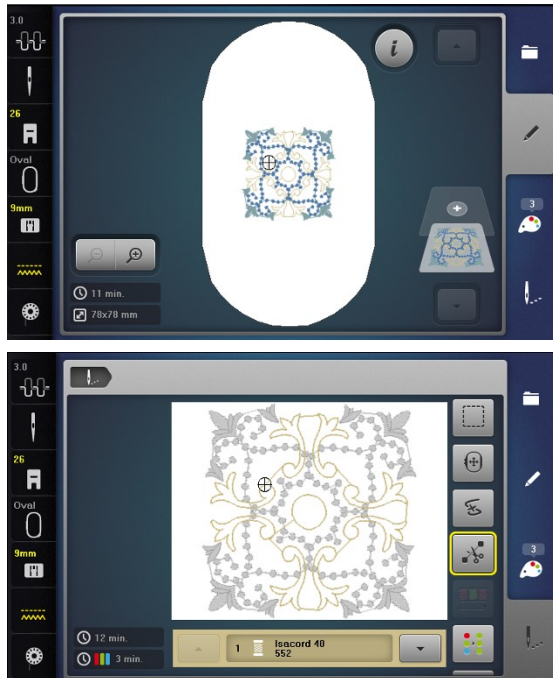 3.0
26
Oval
9mm
i
11 min.
78x78 mm
3
3.0
26
Oval
9mm
12 min.
3 min.
1
Isacord 40
552
3